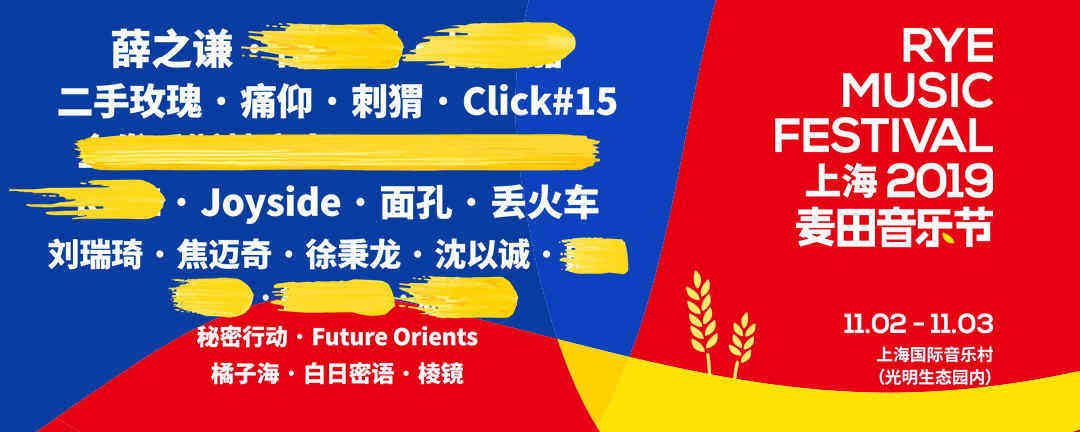 薛之谦 ·
二手玫瑰 · 痛仰 · 刺猬 · Click#15
· Joyside · 面孔 · 丢火车
刘瑞琦 · 焦迈奇 · 徐秉龙 · 沈以诚 ·
·
秘密行动 · Future Orients
橘子海 · 白日密语 · 棱镜
RYE
MUSIC
FESTIVAL
上海 2019
麦田音乐节
11.02 - 11.03
上海国际音乐村
(光明生态园内)